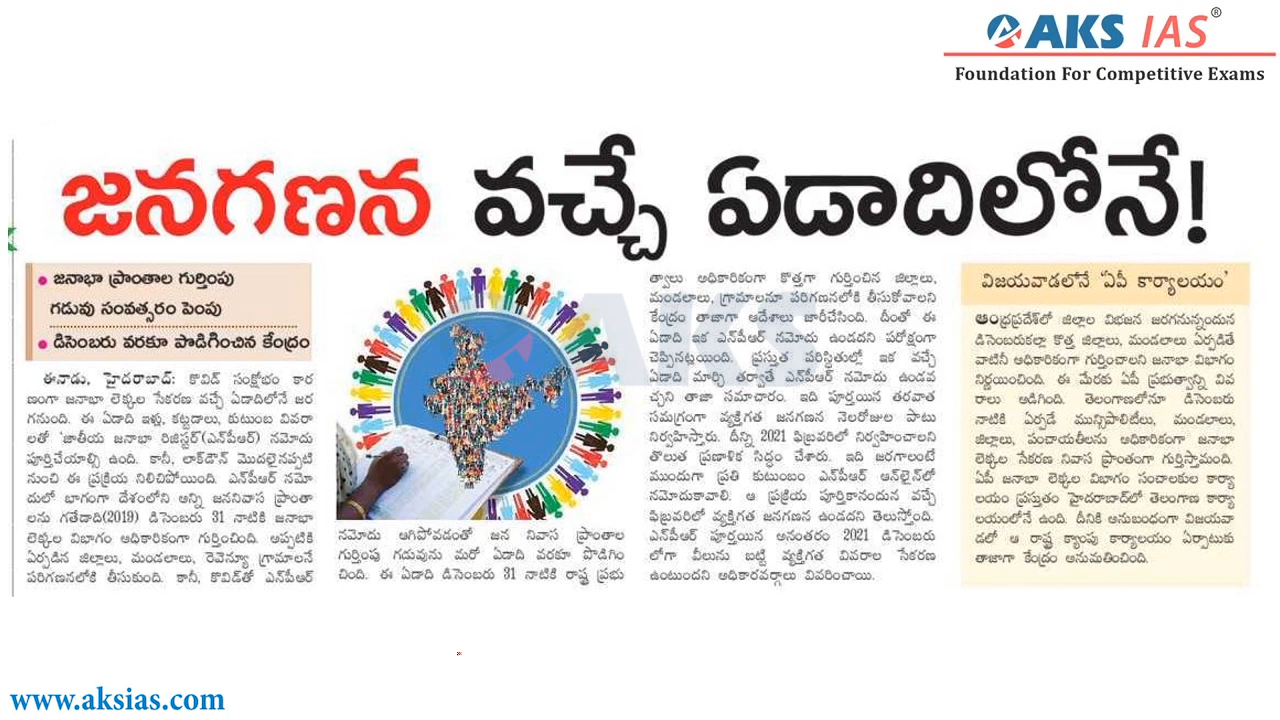 AKS IAS®
Foundation For Competitive Exams
జనగణన వచ్చే ఏడాదిలోనే!
• జనాభా ప్రాంతాల గుర్తింపు
గడువు సంవత్సరం పెంపు
• డిసెంబరు వరకూ పొడిగించిన కేంద్రం
ఈనాడు, హైదరాబాద్: కొవిడ్ సంక్షోభం కార
ణంగా జనాభా లెక్కల సేకరణ వచ్చే ఏడాదిలోనే జర
గనుంది. ఈ ఏడాది ఇళ్లు, కట్టడాలు, కుటుంబ వివరా
లతో 'జాతీయ జనాభా రిజిస్టర్(ఎన్‌పీఆర్) నమోదు
పూర్తిచేయాల్సి ఉంది. కానీ, లాక్‌డౌన్ మొదలైనప్పటి
నుంచి ఈ ప్రక్రియ నిలిచిపోయింది. ఎన్‌పీఆర్ నమో
దులో భాగంగా దేశంలోని అన్ని జననివాస ప్రాంతా
లను గతేడాది(2019) డిసెంబరు 31 నాటికి జనాభా
లెక్కల విభాగం అధికారికంగా గుర్తించింది. అప్పటికి
ఏర్పడిన జిల్లాలు, మండలాలు, రెవెన్యూ గ్రామాలనే
పరిగణనలోకి తీసుకుంది. కానీ, కొవిడ్‌తో ఎన్‌పీఆర్
నమోదు ఆగిపోవడంతో జన నివాస ప్రాంతాల
గుర్తింపు గడువును మరో ఏడాది వరకూ పొడిగిం
చింది. ఈ ఏడాది డిసెంబరు 31 నాటికి రాష్ట్ర ప్రభు
త్వాలు అధికారికంగా కొత్తగా గుర్తించిన జిల్లాలు,
మండలాలు, గ్రామాలనూ పరిగణనలోకి తీసుకోవాలని
కేంద్రం తాజాగా ఆదేశాలు జారీచేసింది. దీంతో ఈ
ఏడాది ఇక ఎన్‌పీఆర్ నమోదు ఉండదని పరోక్షంగా
చెప్పినట్లయింది. ప్రస్తుత పరిస్థితుల్లో ఇక వచ్చే
ఏడాది మార్చి తర్వాతే ఎన్‌పీఆర్ నమోదు ఉండవ
చ్చని తాజా సమాచారం. ఇది పూర్తయిన తరవాత
సమగ్రంగా వ్యక్తిగత జనగణన నెలరోజుల పాటు
నిర్వహిస్తారు. దీన్ని 2021 ఫిబ్రవరిలో నిర్వహించాలని
తొలుత ప్రణాళిక సిద్ధం చేశారు. ఇది జరగాలంటే
ముందుగా ప్రతి కుటుంబం ఎన్‌పీఆర్ ఆన్‌లైన్‌లో
నమోదుకావాలి. ఆ ప్రక్రియ పూర్తికానందున వచ్చే
ఫిబ్రవరిలో వ్యక్తిగత జనగణన ఉండదని తెలుస్తోంది.
ఎన్‌పీఆర్ పూర్తయిన అనంతరం 2021 డిసెంబరు
లోగా వీలును బట్టి వ్యక్తిగత వివరాల సేకరణ
ఉంటుందని అధికారవర్గాలు వివరించాయి.
విజయవాడలోనే 'ఏపీ కార్యాలయం'
ఆంధ్రప్రదేశ్‌లో జిల్లాల విభజన జరగనున్నందున
డిసెంబరుకల్లా కొత్త జిల్లాలు, మండలాలు ఏర్పడితే
వాటినీ అధికారికంగా గుర్తించాలని జనాభా విభాగం
నిర్ణయించింది. ఈ మేరకు ఏపీ ప్రభుత్వాన్ని వివ
రాలు అడిగింది. తెలంగాణలోనూ డిసెంబరు
నాటికి ఏర్పడే మున్సిపాలిటీలు, మండలాలు,
జిల్లాలు, పంచాయతీలను అధికారికంగా జనాభా
లెక్కల సేకరణ నివాస ప్రాంతంగా గుర్తిస్తామంది.
ఏపీ జనాభా లెక్కల విభాగం సంచాలకుల కార్యా
లయం ప్రస్తుతం హైదరాబాద్‌లో తెలంగాణ కార్యా
లయంలోనే ఉంది. దీనికి అనుబంధంగా విజయవా
డలో ఆ రాష్ట్ర క్యాంపు కార్యాలయం ఏర్పాటుకు
తాజాగా కేంద్రం అనుమతించింది.
AKS
www.aksias.com